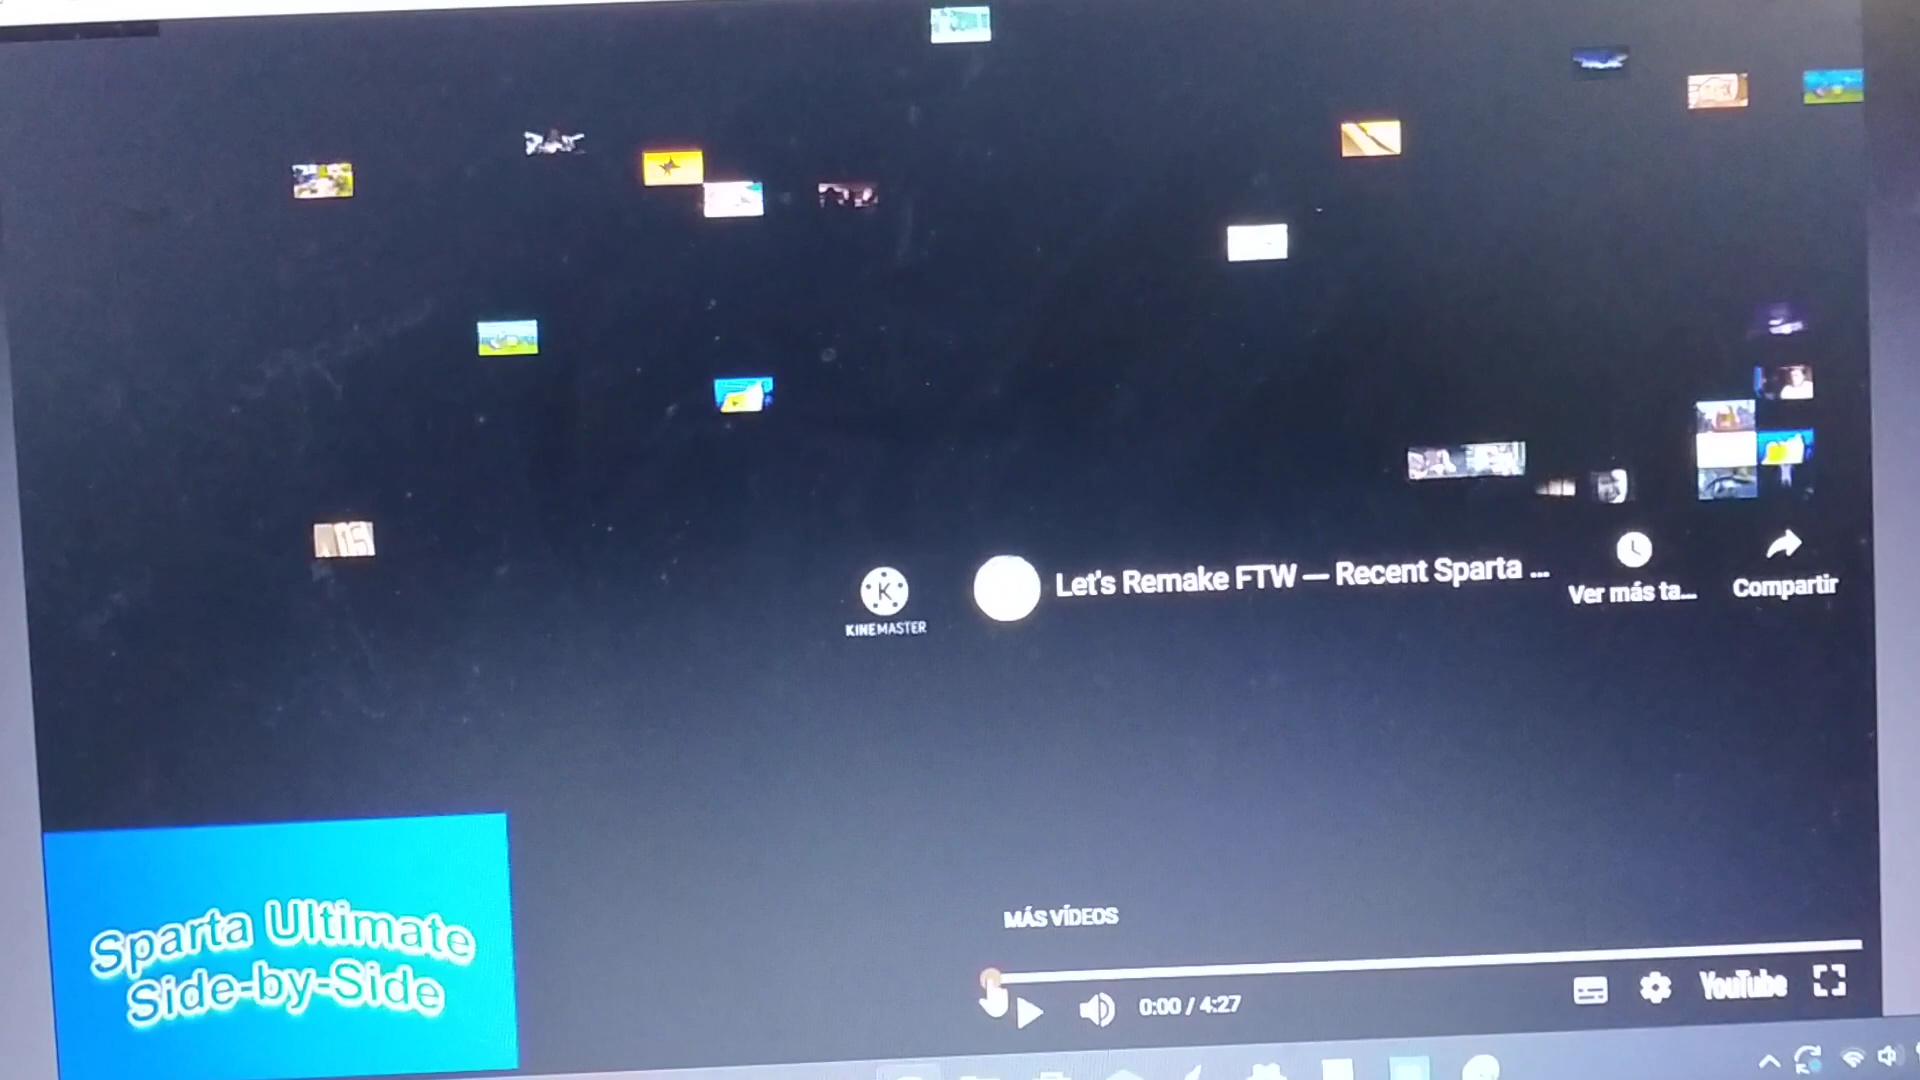 K
KINEMASTER
Let's Remake FTW — Recent Sparta ...
Ver más ta...
Compartir
Sparta Ultimate
Side-by-Side
MÁS VÍDEOS
0:00 / 4:27
YouTube